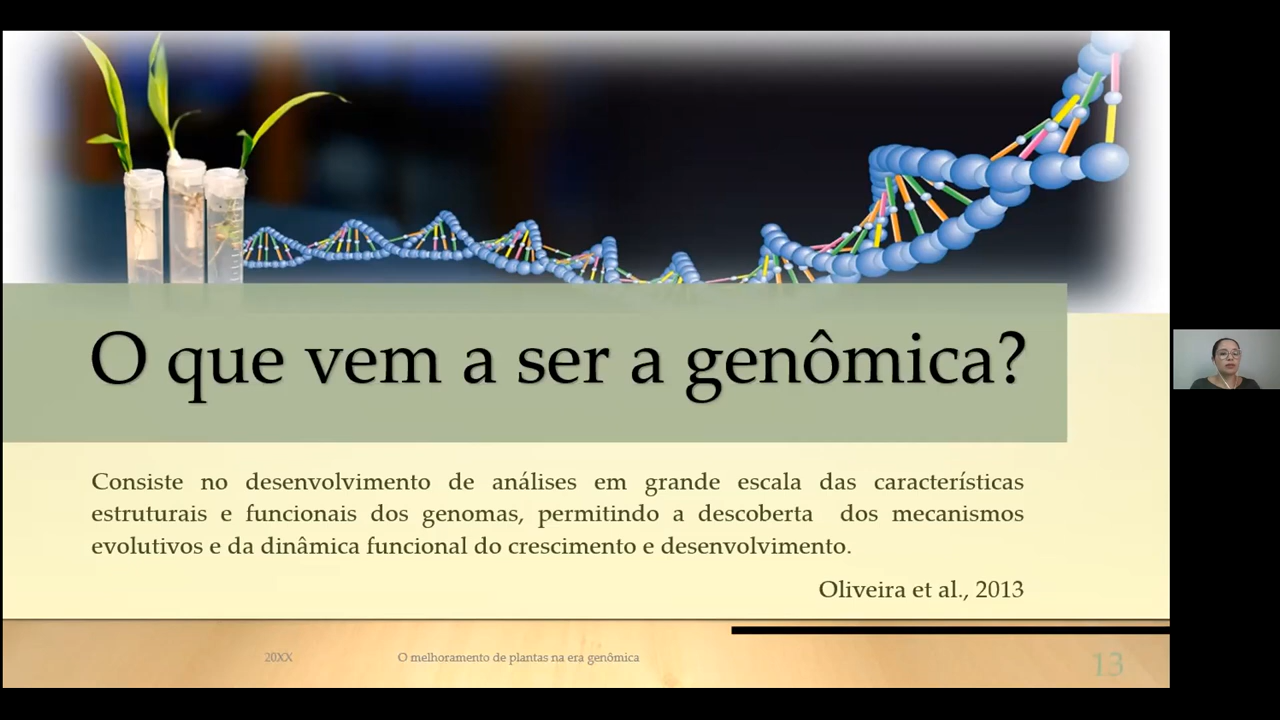 O que vem a ser a genômica?
Consiste no desenvolvimento de análises em grande escala das características
estruturais e funcionais dos genomas, permitindo a descoberta dos mecanismos
evolutivos e da dinâmica funcional do crescimento e desenvolvimento.
Oliveira et al., 2013
20XX
O melhoramento de plantas na era genômica
13